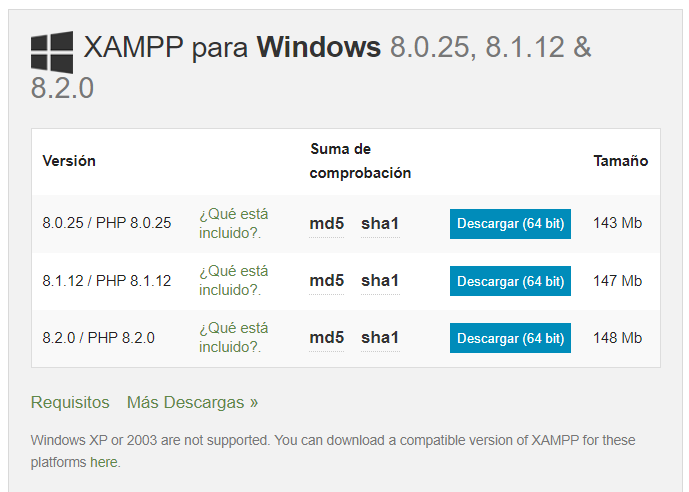 XAMPP para Windows 8.0.25, 8.1.12 &
8.2.0
Versión Suma de comprobación Tamaño
8.0.25 / PHP 8.0.25 ¿Qué está incluido?. md5 sha1 Descargar (64 bit) 143 Mb
8.1.12 / PHP 8.1.12 ¿Qué está incluido?. md5 sha1 Descargar (64 bit) 147 Mb
8.2.0 / PHP 8.2.0 ¿Qué está incluido?. md5 sha1 Descargar (64 bit) 148 Mb
Requisitos Más Descargas »
Windows XP or 2003 are not supported. You can download a compatible version of XAMPP for these
platforms here.